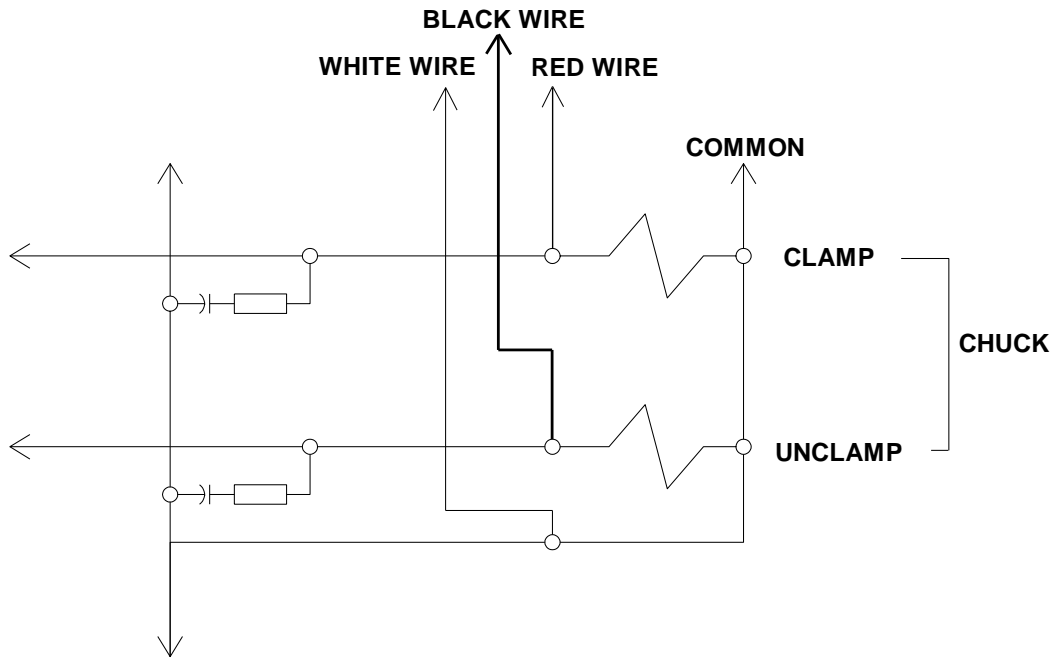 BLACK WIRE
WHITE WIRE
RED WIRE
COMMON
CLAMP
CHUCK
UNCLAMP